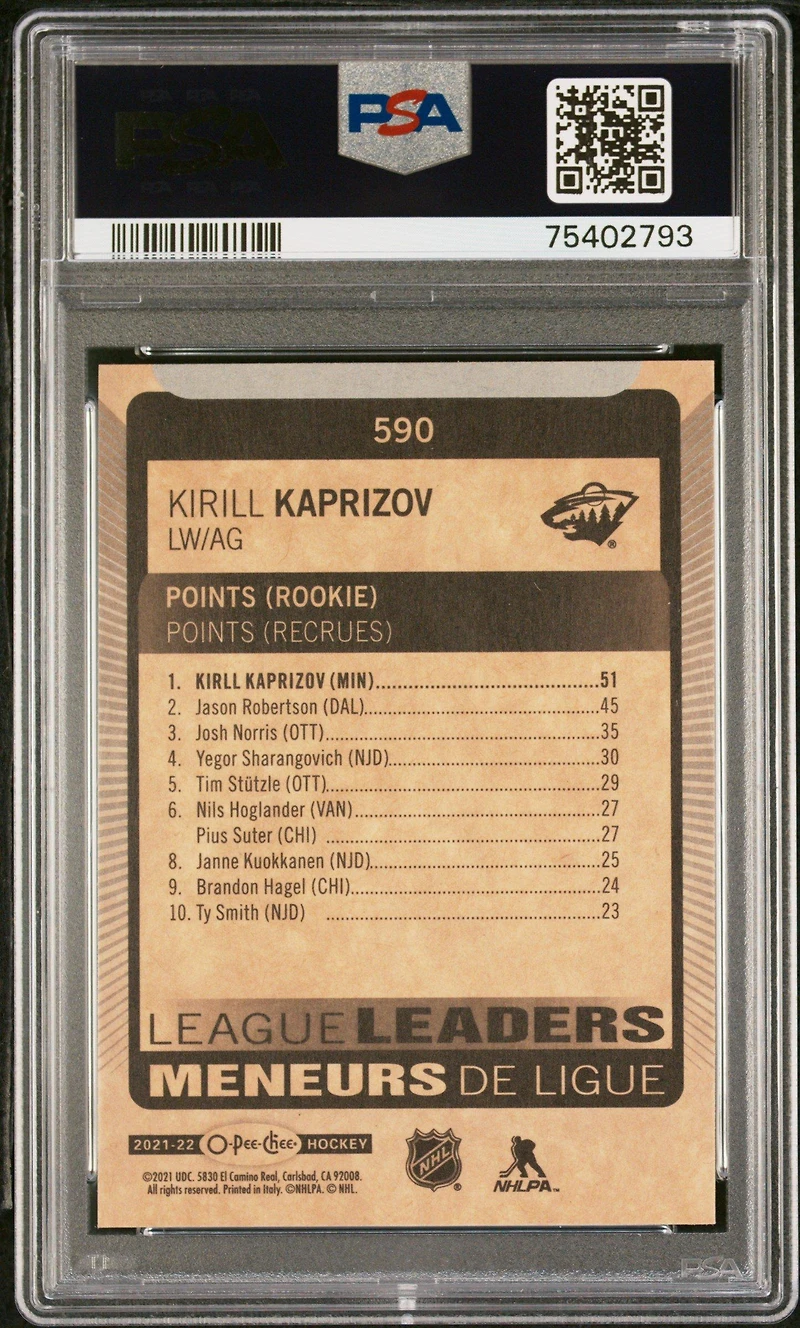 PSA
PSA
75402793
590
KIRILL KAPRIZOV
LW/AG
POINTS (ROOKIE)
POINTS (RECRUES)
1. KIRLL KAPRIZOV (MIN)..........51
2. Jason Robertson (DAL)..........45
3. Josh Norris (OTT)..........35
4. Yegor Sharangovich (NJD)..........30
5. Tim Stützle (OTT)..........29
6. Nils Hoglander (VAN)..........27
Pius Suter (CHI) ..........27
8. Janne Kuokkanen (NJD)..........25
9. Brandon Hagel (CHI)..........24
10. Ty Smith (NJD) ..........23
LEAGUE LEADERS
MENEURS DE LIGUE
2021-22 O-Pee-Chee HOCKEY
NHL ®
NHLPA™
©2021 UDC. 5830 El Camino Real, Carlsbad, CA 92008.
All rights reserved. Printed in Italy. ©NHLPA. © NHL.
PSA